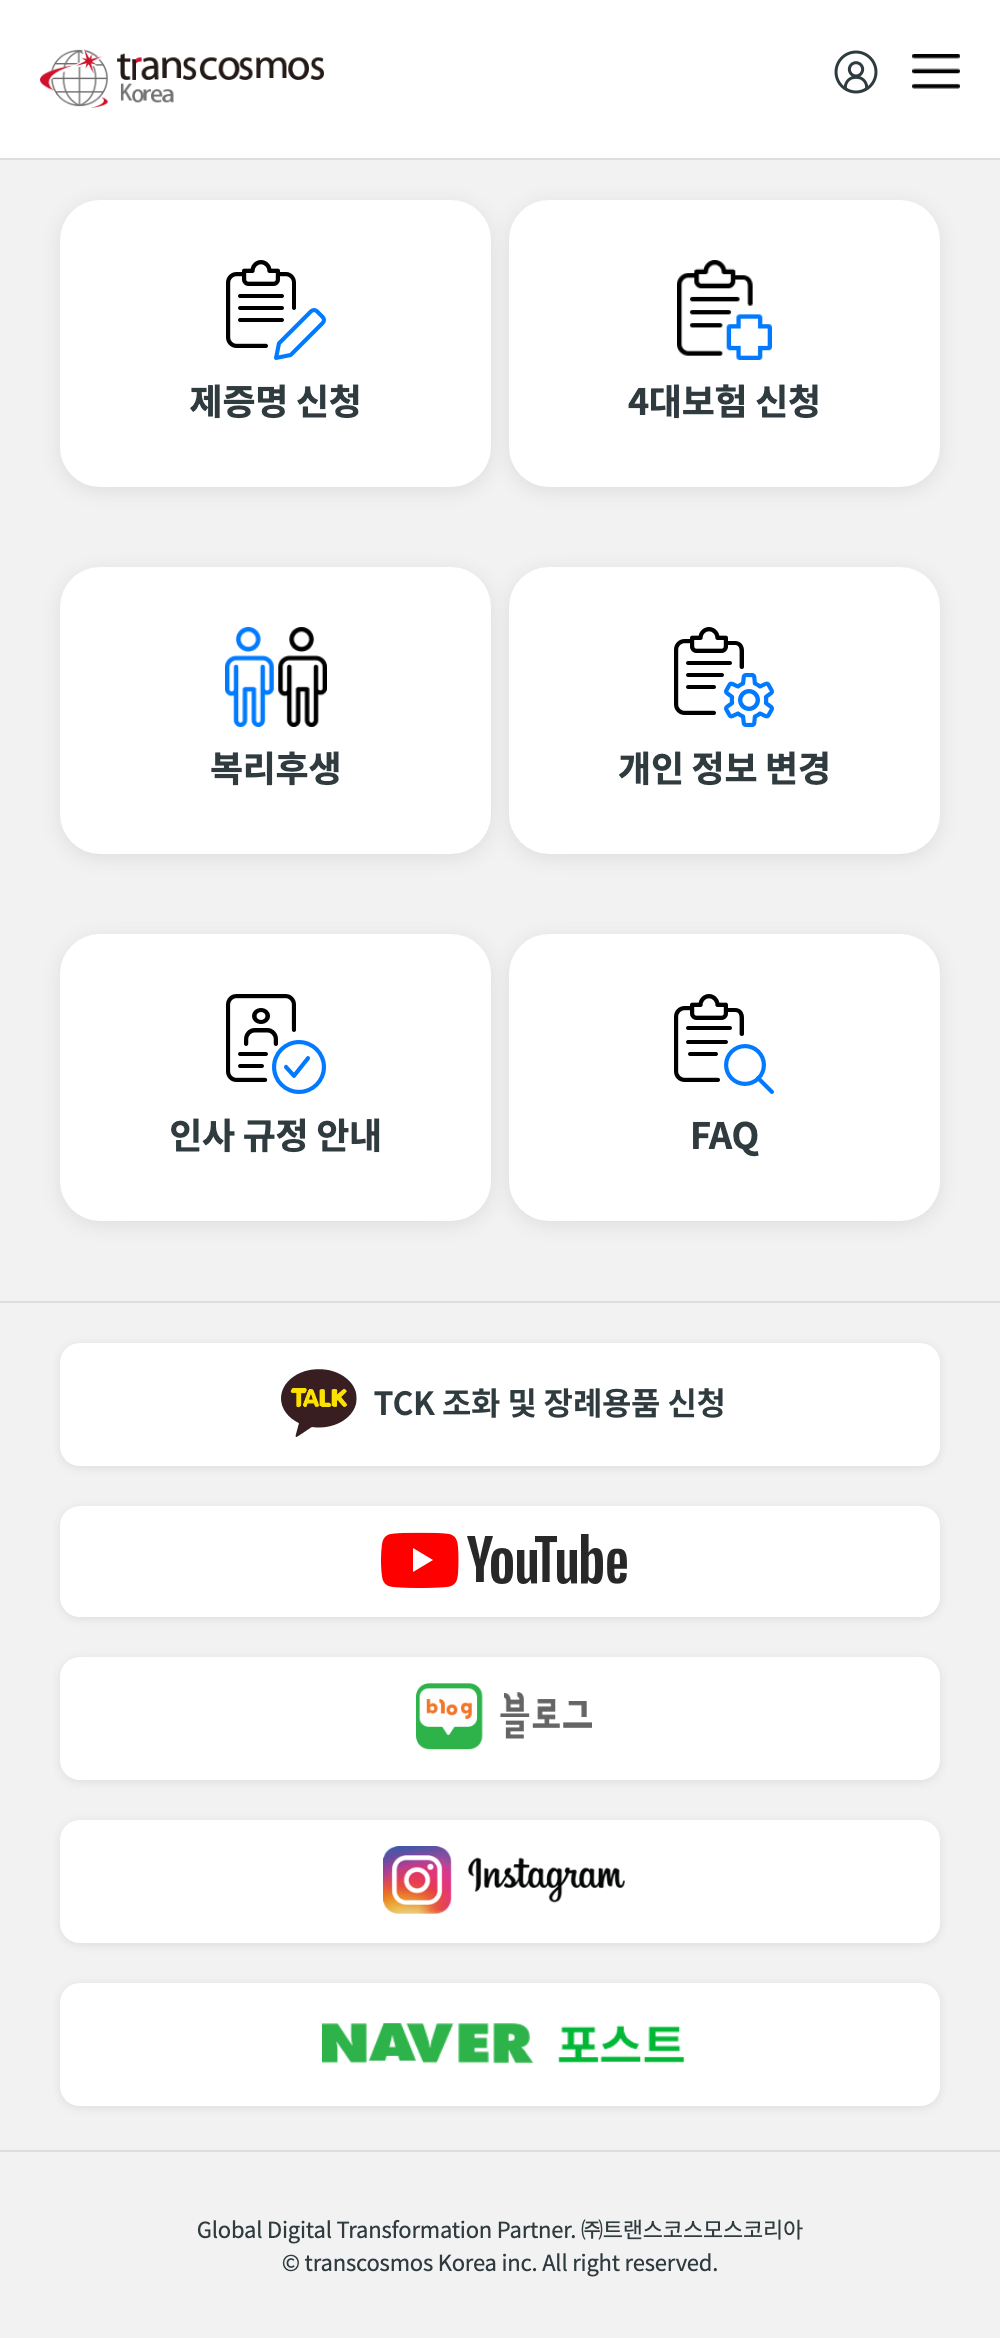 transcosmos
Korea
제증명 신청
4대보험 신청
복리후생
개인 정보 변경
인사 규정 안내
FAQ
TALK TCK 조화 및 장례용품 신청
YouTube
blog 블로그
Instagram
NAVER 포스트
Global Digital Transformation Partner. ㈜트랜스코스모스코리아
© transcosmos Korea inc. All right reserved.